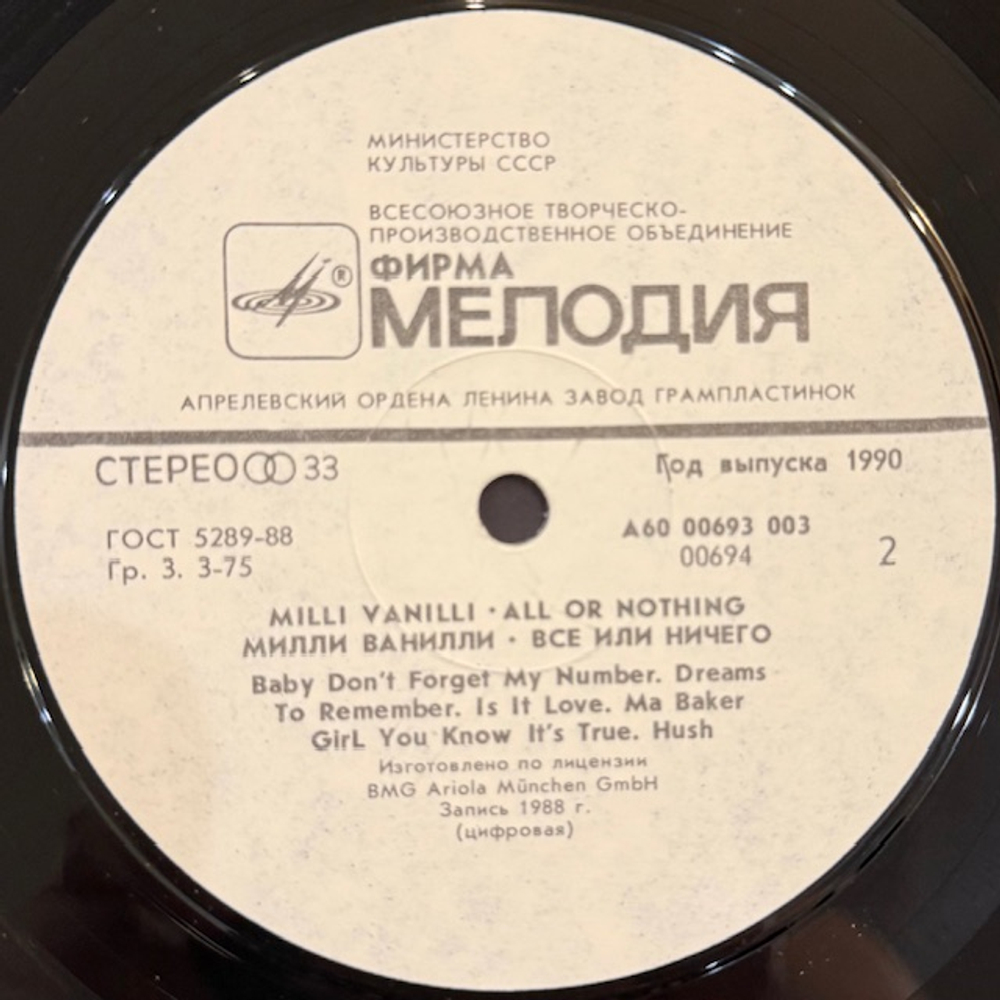 МИНИСТЕРСТВО
КУЛЬТУРЫ СССР
ВСЕСОЮЗНОЕ ТВОРЧЕСКО-
ПРОИЗВОДСТВЕННОЕ ОБЪЕДИНЕНИЕ
®
ФИРМА
МЕЛОДИЯ
АПРЕЛЕВСКИЙ ОРДЕНА ЛЕНИНА ЗАВОД ГРАМПЛАСТИНОК
СТЕРЕО 33
Год выпуска 1990
ГОСТ 5289-88
Гр. 3. 3-75
А60 00693 003
00694
2
MILLI VANILLI · ALL OR NOTHING
МИЛЛИ ВАНИЛЛИ · ВСЕ ИЛИ НИЧЕГО
Baby Don't Forget My Number. Dreams
To Remember. Is It Love. Ma Baker
GirL You Know It's True. Hush
Изготовлено по лицензии
BMG Ariola München GmbH
Запись 1988 г.
(цифровая)